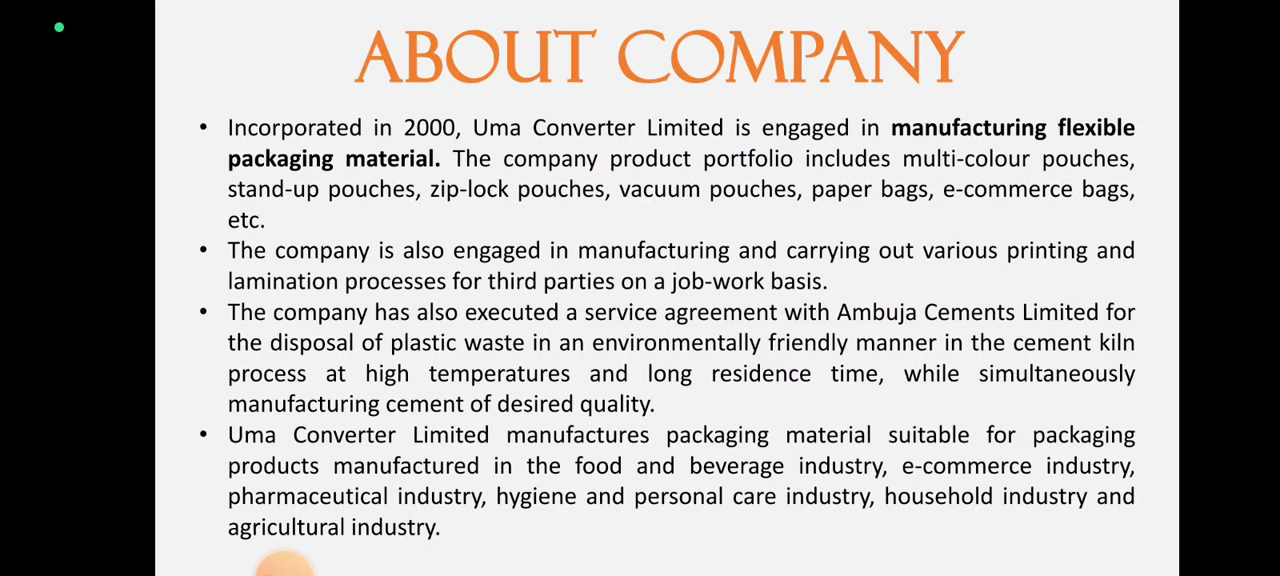 ABOUT COMPANY
• Incorporated in 2000, Uma Converter Limited is engaged in manufacturing flexible
packaging material. The company product portfolio includes multi-colour pouches,
stand-up pouches, zip-lock pouches, vacuum pouches, paper bags, e-commerce bags,
etc.
• The company is also engaged in manufacturing and carrying out various printing and
lamination processes for third parties on a job-work basis.
• The company has also executed a service agreement with Ambuja Cements Limited for
the disposal of plastic waste in an environmentally friendly manner in the cement kiln
process at high temperatures and long residence time, while simultaneously
manufacturing cement of desired quality.
• Uma Converter Limited manufactures packaging material suitable for packaging
products manufactured in the food and beverage industry, e-commerce industry,
pharmaceutical industry, hygiene and personal care industry, household industry and
agricultural industry.